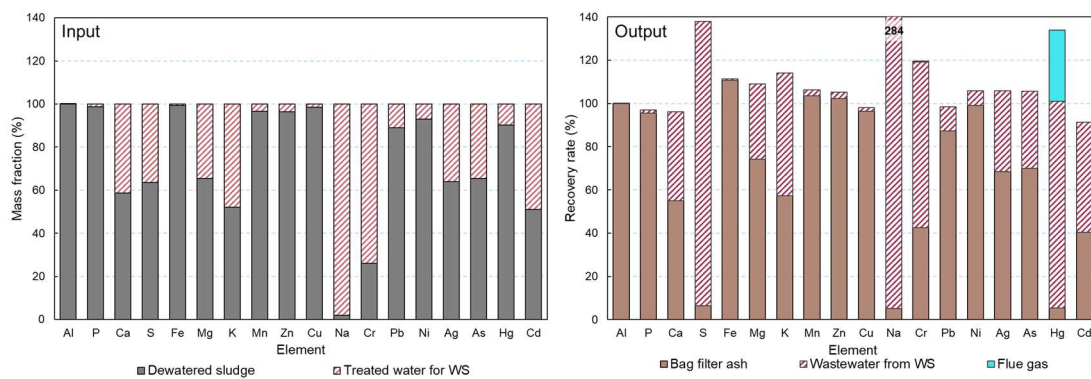 Input
Mass fraction (%)
140
120
100
80
60
40
20
0
Al P Ca S Fe Mg K Mn Zn Cu Na Cr Pb Ni Ag As Hg Cd
Element
Dewatered sludge Treated water for WS
Output
Recovery rate (%)
140
120
100
80
60
40
20
0
284
Al P Ca S Fe Mg K Mn Zn Cu Na Cr Pb Ni Ag As Hg Cd
Element
Bag filter ash Wastewater from WS Flue gas